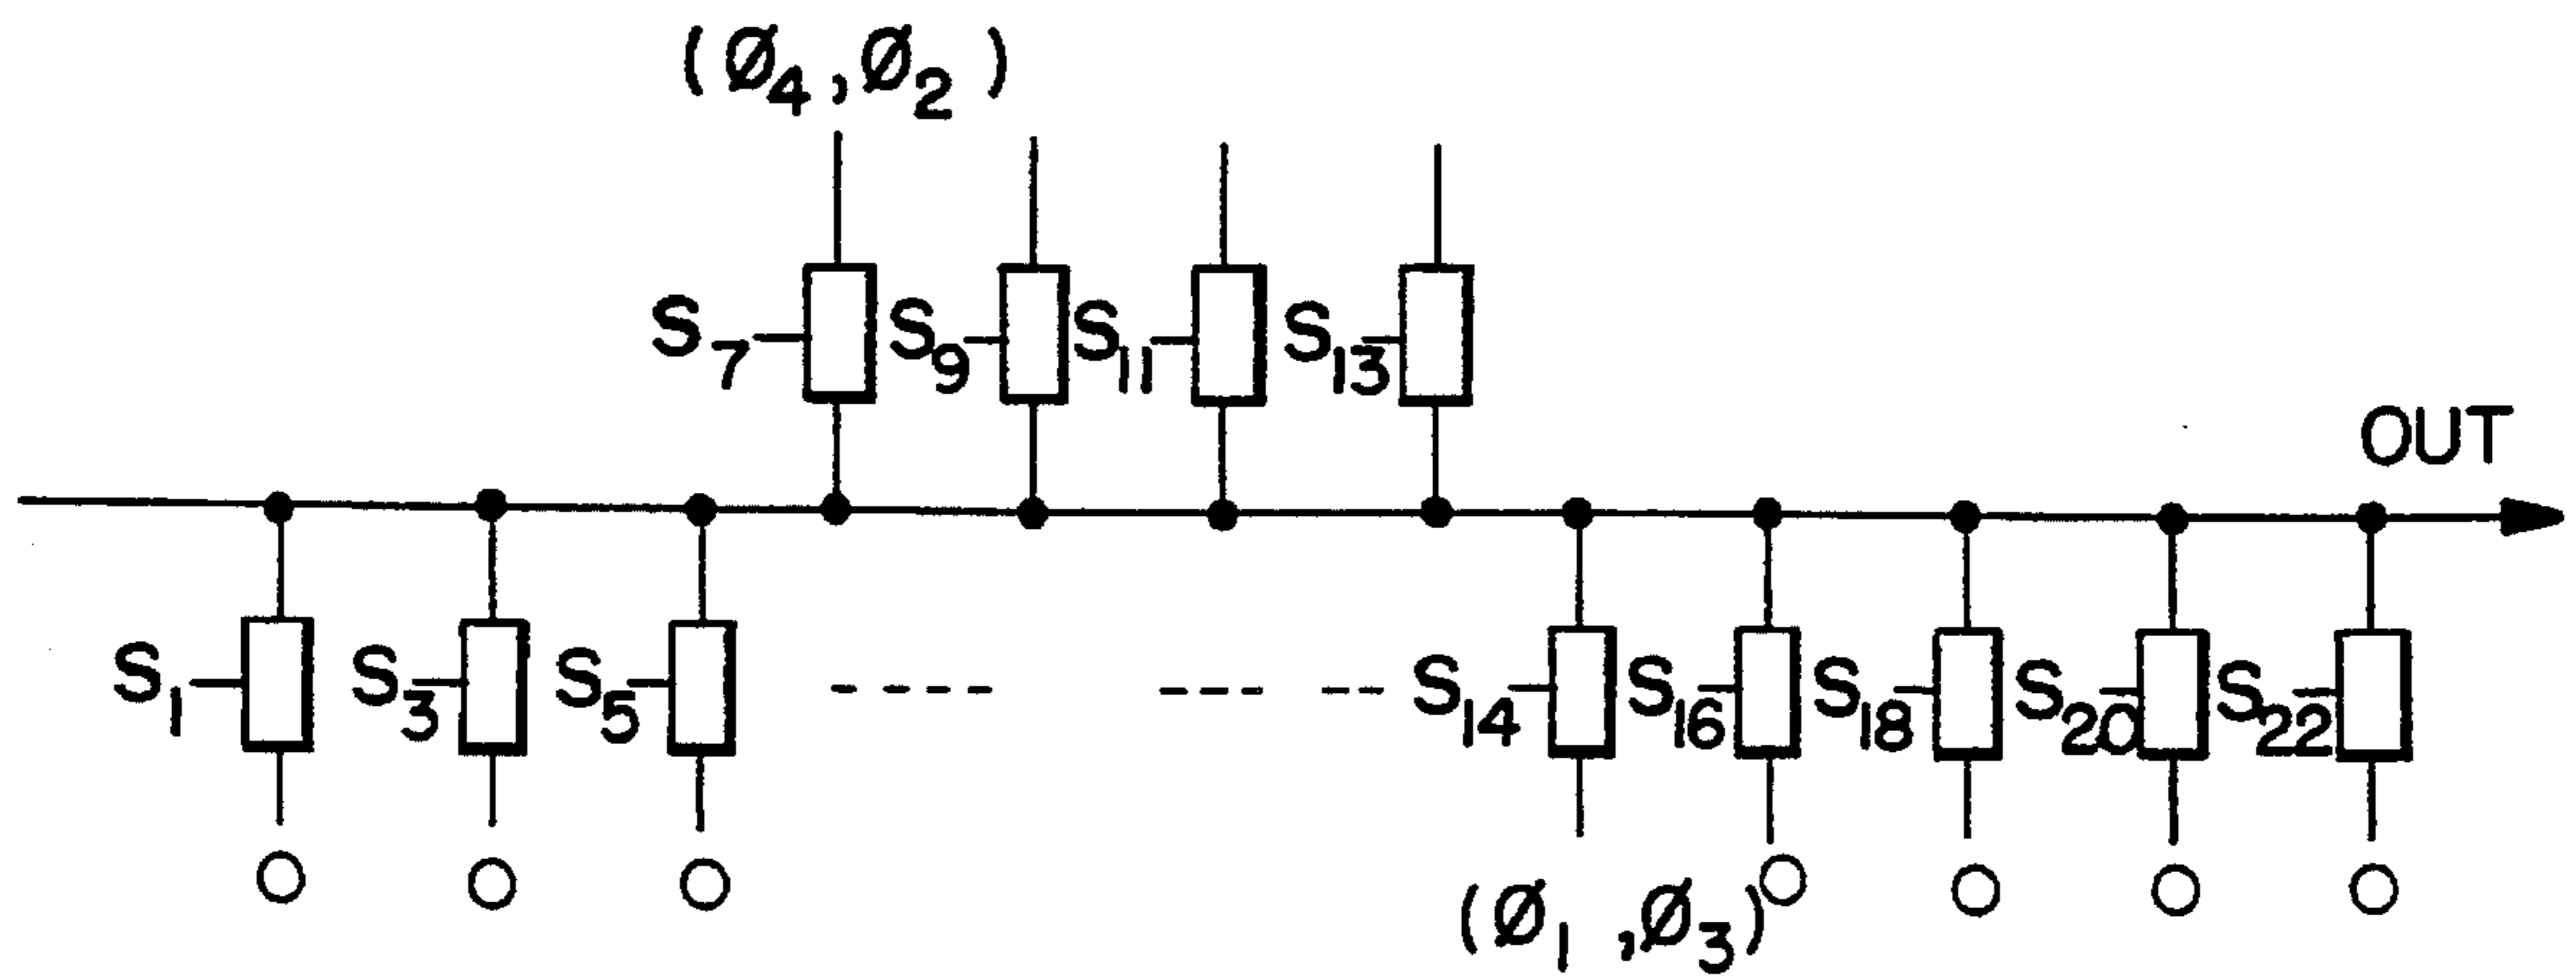 (Ø4, Ø2)
S7 S9 S11 S13
OUT
S1 S3 S5 S14 S16 S18 S20 S22
(Ø1, Ø3)